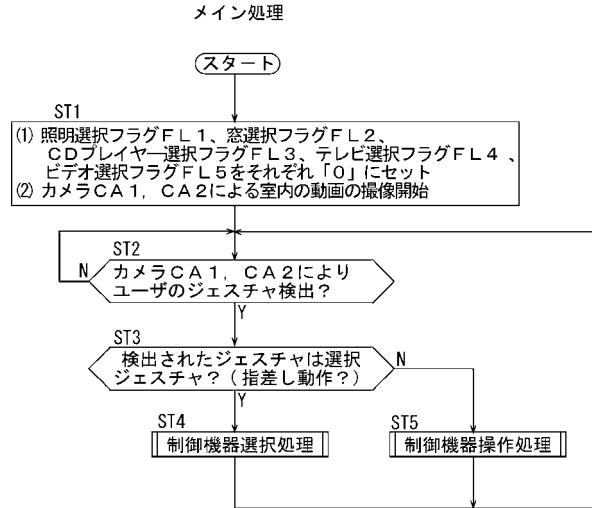 メイン処理
スタート
ST1
(1) 照明選択フラグFL1、窓選択フラグFL2、
CDプレイヤー選択フラグFL3、テレビ選択フラグFL4、
ビデオ選択フラグFL5をそれぞれ「0」にセット
(2) カメラCA1, CA2による室内の動画の撮像開始
ST2
カメラCA1, CA2により
ユーザのジェスチャ検出?
N
Y
ST3
検出されたジェスチャは選択
ジェスチャ?(指差し動作?)
N
Y
ST4
制御機器選択処理
ST5
制御機器操作処理